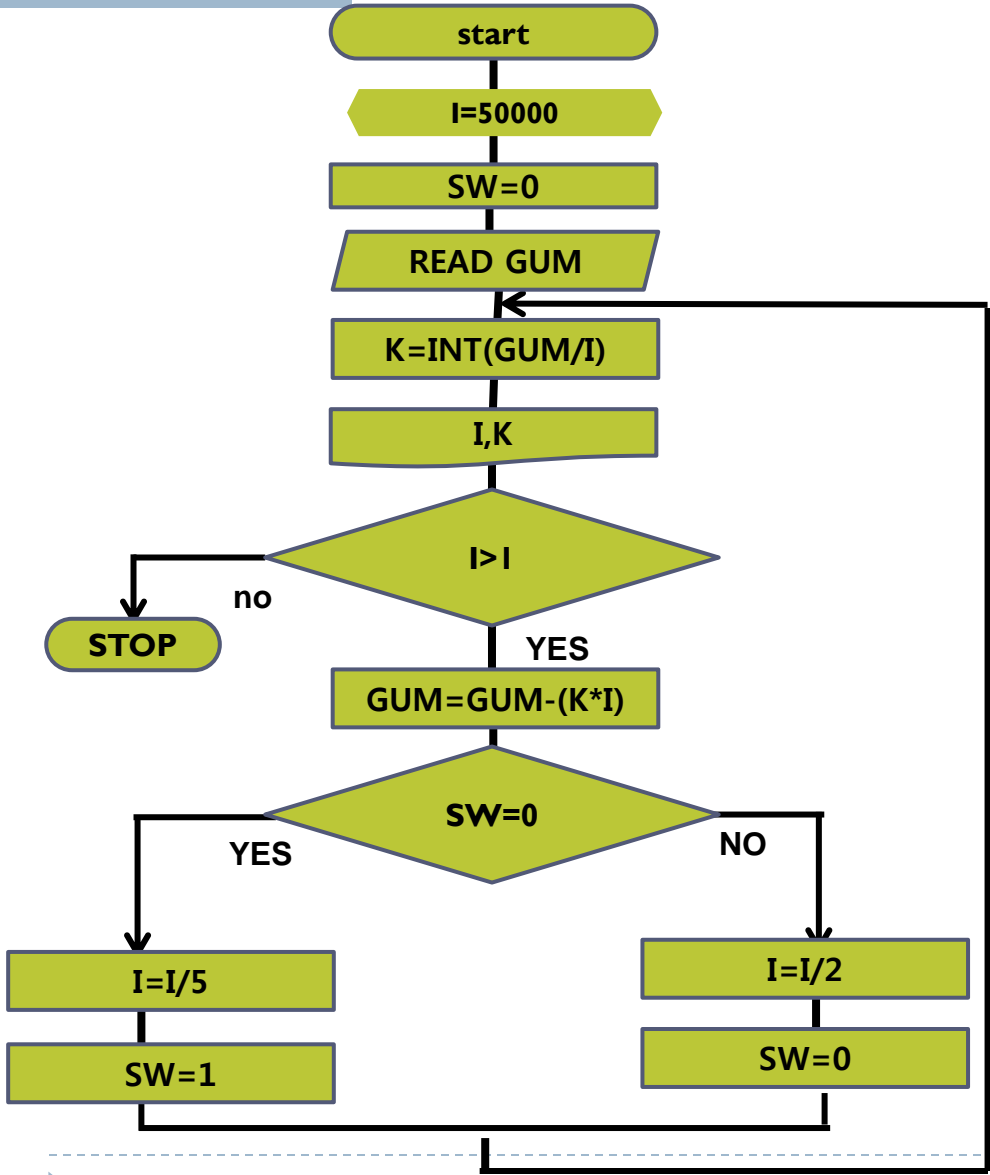 start
I=50000
SW=0
READ GUM
K=INT(GUM/I)
I,K
I>I
no
STOP
YES
GUM=GUM-(K*I)
SW=0
YES
NO
I=I/5
I=I/2
SW=1
SW=0